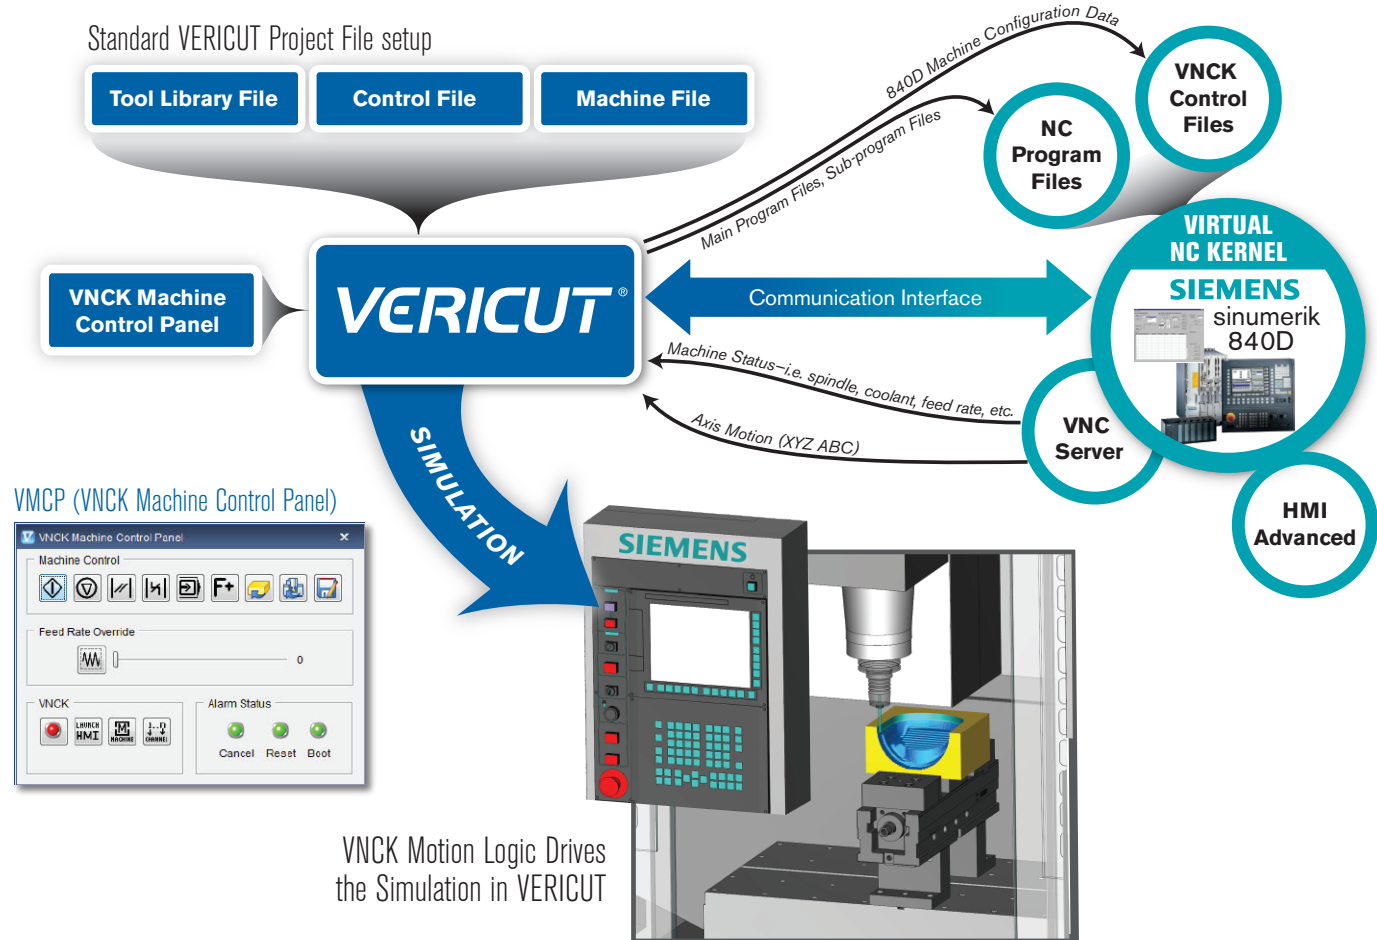 Standard VERICUT Project File setup
Tool Library File
Control File
Machine File
840D Machine Configuration Data
Main Program Files, Sub-program Files
VNCK
Control
Files
NC
Program
Files
VNCK Machine
Control Panel
VERICUT®
Communication Interface
VIRTUAL
NC KERNEL
SIEMENS
sinumerik
840D
Machine Status–i.e. spindle, coolant, feed rate, etc.
Axis Motion (XYZ ABC)
VNC
Server
HMI
Advanced
SIMULATION
VMCP (VNCK Machine Control Panel)
VNCK Machine Control Panel
Machine Control
F+
Feed Rate Override
0
VNCK
LAUNCH
HMI
MACHINE
CHANNEL
Alarm Status
Cancel Reset Boot
SIEMENS
VNCK Motion Logic Drives
the Simulation in VERICUT